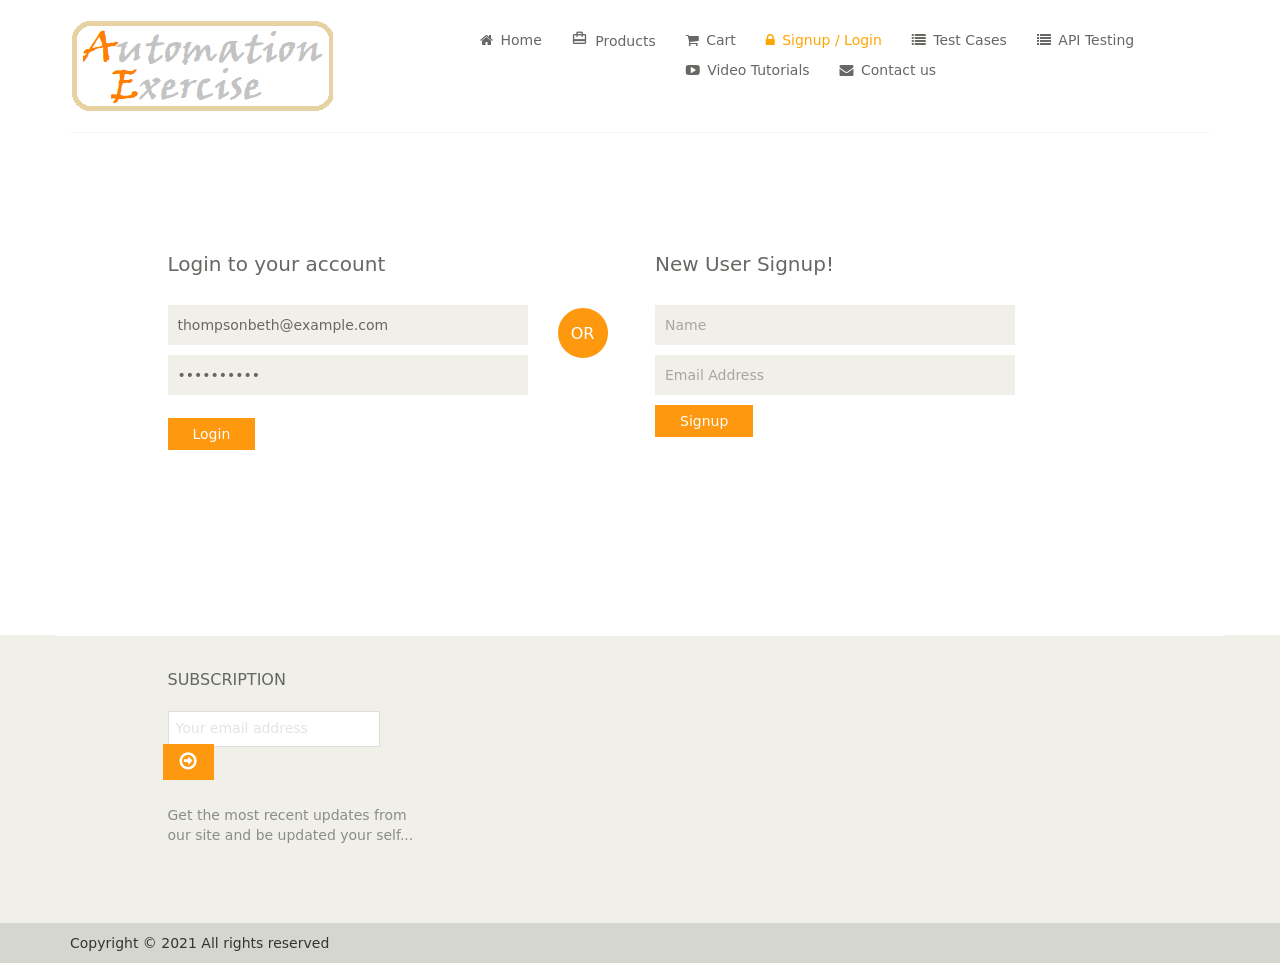 Automation
Exercise
Home
Products
Cart
Signup / Login
Test Cases
API Testing
Video Tutorials
Contact us
Login to your account
thompsonbeth@example.com
••••••••••
Login
OR
New User Signup!
Name
Email Address
Signup
SUBSCRIPTION
Your email address
Get the most recent updates from
our site and be updated your self...
Copyright © 2021 All rights reserved